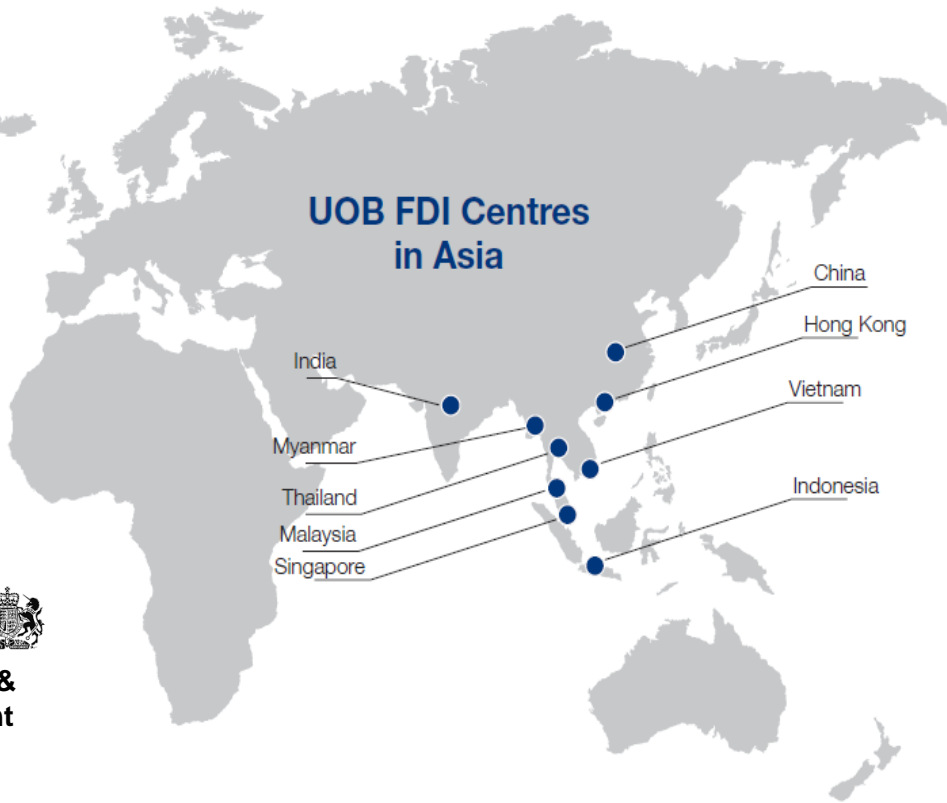 UOB FDI Centres
in Asia
China
Hong Kong
India
Vietnam
Myanmar
Thailand
Indonesia
Malaysia
Singapore
&
nt